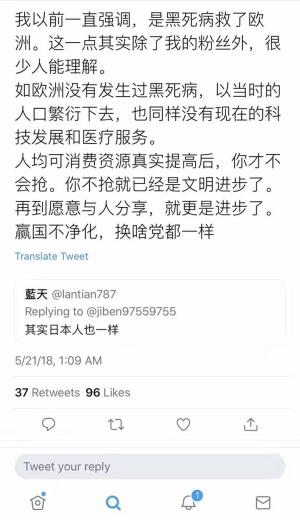 我以前一直强调，是黑死病救了欧
洲。这一点其实除了我的粉丝外，很
少人能理解。
如欧洲没有发生过黑死病，以当时的
人口繁衍下去，也同样没有现在的科
技发展和医疗服务。
人均可消费资源真实提高后，你才不
会抢。你不抢就已经是文明进步了。
再到愿意与人分享，就更是进步了。
赢国不净化，换啥党都一样
Translate Tweet
藍天 @lantian787
Replying to @jiben97559755
其实日本人也一样
5/21/18, 1:09 AM
37 Retweets 96 Likes
Tweet your reply
1